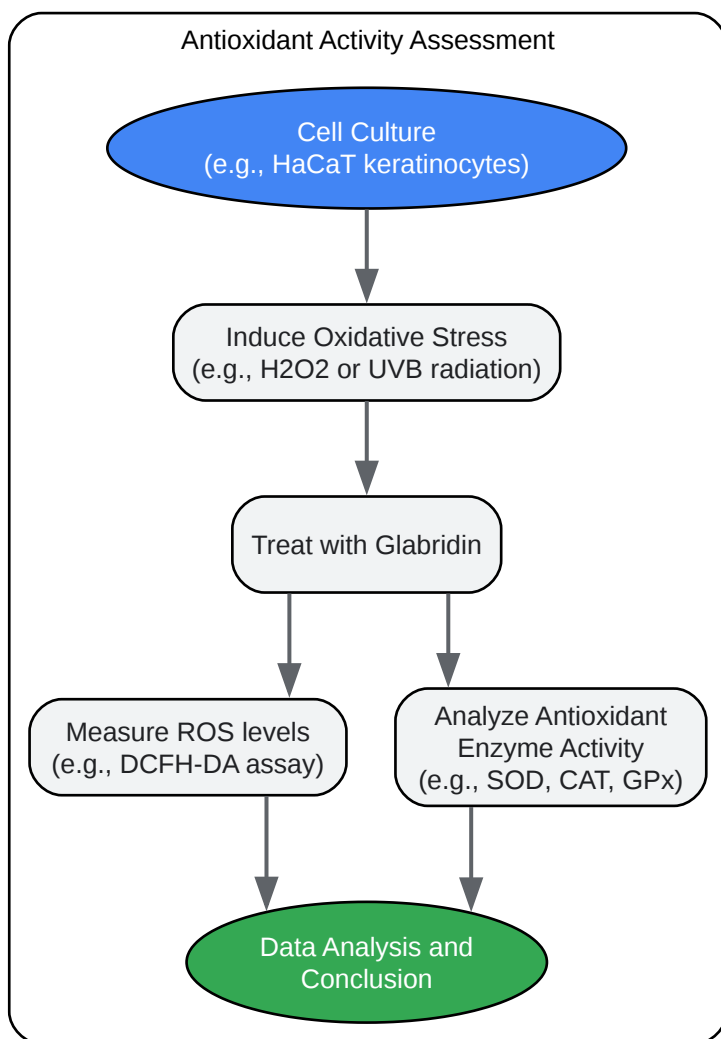 Antioxidant Activity Assessment
Cell Culture
(e.g., HaCaT keratinocytes)
Induce Oxidative Stress
(e.g., H2O2 or UVB radiation)
Treat with Glabridin
Measure ROS levels
(e.g., DCFH-DA assay)
Analyze Antioxidant
Enzyme Activity
(e.g., SOD, CAT, GPx)
Data Analysis and
Conclusion